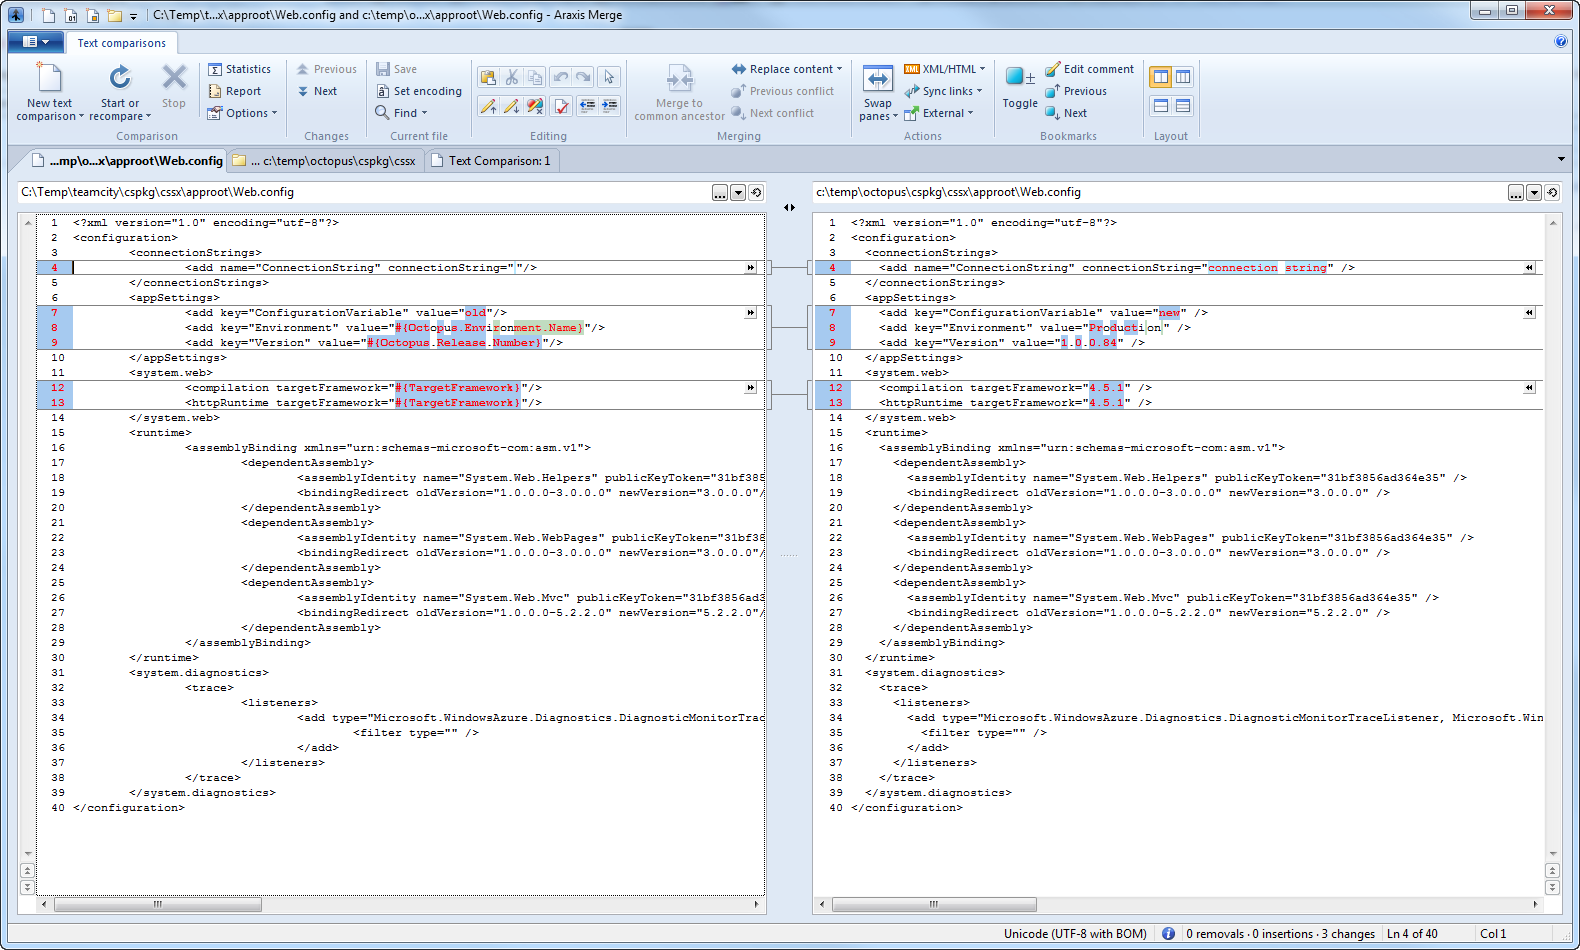 C:\Temp\t...x\approot\Web.config and c:\temp\o...x\approot\Web.config - Araxis Merge
Text comparisons
New text comparison
Start or recompare
Stop
Statistics
Report
Options
Comparison
Previous
Next
Changes
Save
Set encoding
Find
Current file
Editing
Merge to common ancestor
Replace content
Previous conflict
Next conflict
Merging
Swap panes
XML/HTML
Sync links
External
Actions
Toggle
Edit comment
Previous
Next
Bookmarks
Layout
...mp\o...x\approot\Web.config
... c:\temp\octopus\cspkg\cssx
Text Comparison: 1
C:\Temp\teamcity\cspkg\cssx\approot\Web.config
1 <?xml version="1.0" encoding="utf-8"?>
2 <configuration>
3 <connectionStrings>
4 <add name="ConnectionString" connectionString=" "/>
5 </connectionStrings>
6 <appSettings>
7 <add key="ConfigurationVariable" value="old"/>
8 <add key="Environment" value="#{Octopus.Environment.Name}"/>
9 <add key="Version" value="#{Octopus.Release.Number}"/>
10 </appSettings>
11 <system.web>
12 <compilation targetFramework="#{TargetFramework}"/>
13 <httpRuntime targetFramework="#{TargetFramework}"/>
14 </system.web>
15 <runtime>
16 <assemblyBinding xmlns="urn:schemas-microsoft-com:asm.v1">
17 <dependentAssembly>
18 <assemblyIdentity name="System.Web.Helpers" publicKeyToken="31bf385
19 <bindingRedirect oldVersion="1.0.0.0-3.0.0.0" newVersion="3.0.0.0"/
20 </dependentAssembly>
21 <dependentAssembly>
22 <assemblyIdentity name="System.Web.WebPages" publicKeyToken="31bf38
23 <bindingRedirect oldVersion="1.0.0.0-3.0.0.0" newVersion="3.0.0.0"/
24 </dependentAssembly>
25 <dependentAssembly>
26 <assemblyIdentity name="System.Web.Mvc" publicKeyToken="31bf3856ad3
27 <bindingRedirect oldVersion="1.0.0.0-5.2.2.0" newVersion="5.2.2.0"/
28 </dependentAssembly>
29 </assemblyBinding>
30 </runtime>
31 <system.diagnostics>
32 <trace>
33 <listeners>
34 <add type="Microsoft.WindowsAzure.Diagnostics.DiagnosticMonitorTrac
35 <filter type="" />
36 </add>
37 </listeners>
38 </trace>
39 </system.diagnostics>
40 </configuration>
c:\temp\octopus\cspkg\cssx\approot\Web.config
1 <?xml version="1.0" encoding="utf-8"?>
2 <configuration>
3 <connectionStrings>
4 <add name="ConnectionString" connectionString="connection string" />
5 </connectionStrings>
6 <appSettings>
7 <add key="ConfigurationVariable" value="new" />
8 <add key="Environment" value="Production" />
9 <add key="Version" value="1.0.0.84" />
10 </appSettings>
11 <system.web>
12 <compilation targetFramework="4.5.1" />
13 <httpRuntime targetFramework="4.5.1" />
14 </system.web>
15 <runtime>
16 <assemblyBinding xmlns="urn:schemas-microsoft-com:asm.v1">
17 <dependentAssembly>
18 <assemblyIdentity name="System.Web.Helpers" publicKeyToken="31bf3856ad364e35" />
19 <bindingRedirect oldVersion="1.0.0.0-3.0.0.0" newVersion="3.0.0.0" />
20 </dependentAssembly>
21 <dependentAssembly>
22 <assemblyIdentity name="System.Web.WebPages" publicKeyToken="31bf3856ad364e35" />
23 <bindingRedirect oldVersion="1.0.0.0-3.0.0.0" newVersion="3.0.0.0" />
24 </dependentAssembly>
25 <dependentAssembly>
26 <assemblyIdentity name="System.Web.Mvc" publicKeyToken="31bf3856ad364e35" />
27 <bindingRedirect oldVersion="1.0.0.0-5.2.2.0" newVersion="5.2.2.0" />
28 </dependentAssembly>
29 </assemblyBinding>
30 </runtime>
31 <system.diagnostics>
32 <trace>
33 <listeners>
34 <add type="Microsoft.WindowsAzure.Diagnostics.DiagnosticMonitorTraceListener, Microsoft.Win
35 <filter type="" />
36 </add>
37 </listeners>
38 </trace>
39 </system.diagnostics>
40 </configuration>
Unicode (UTF-8 with BOM) 0 removals · 0 insertions · 3 changes Ln 4 of 40 Col 1